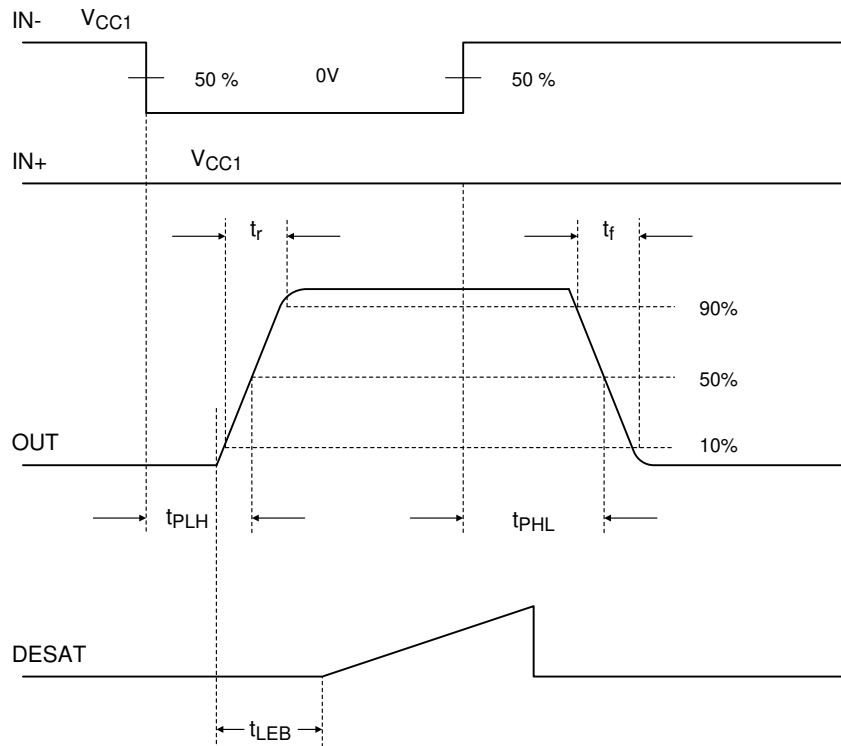 IN- VCC1
50 % 0V 50 %
IN+ VCC1
tr tf
90%
50%
OUT 10%
tPLH tPHL
DESAT
tLEB